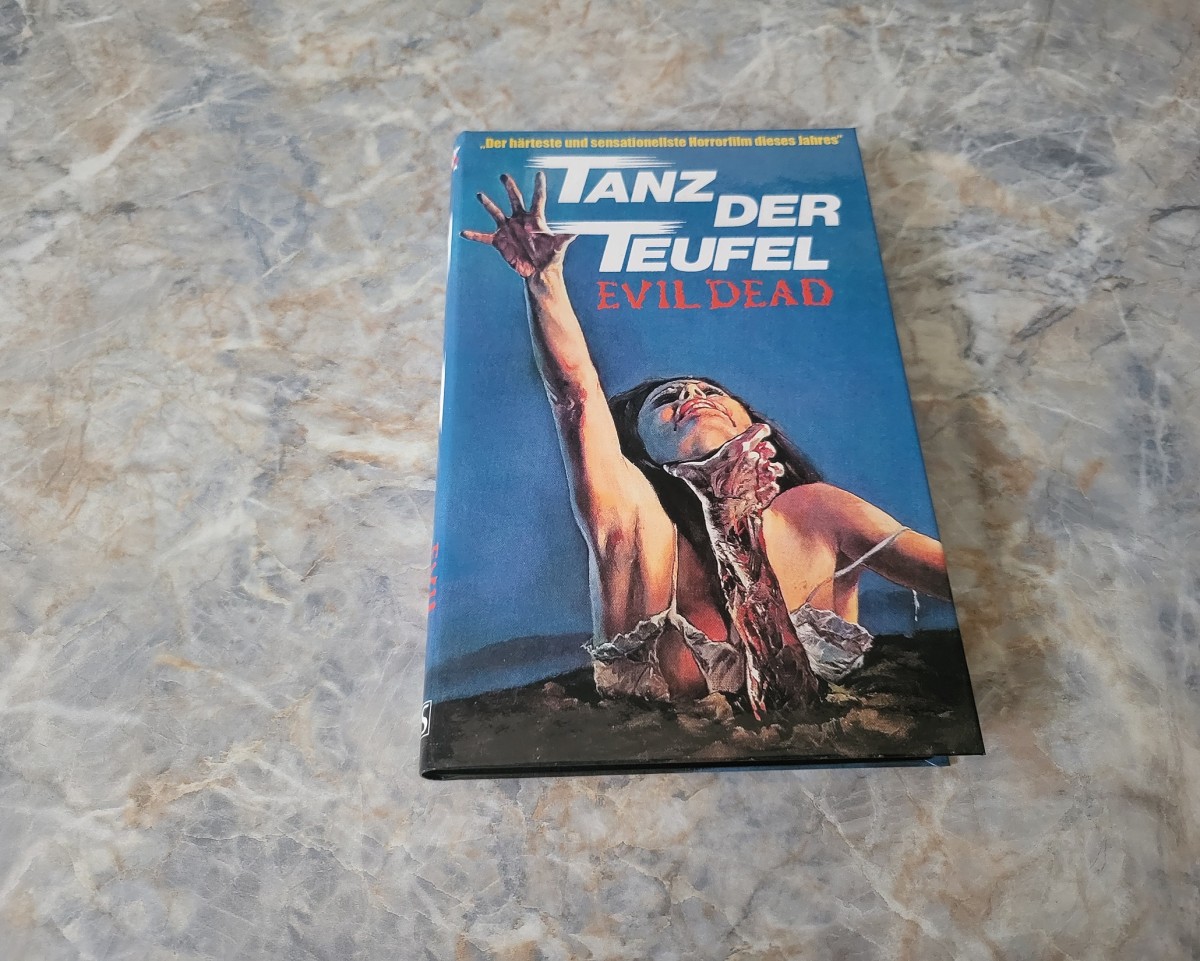 „Der härteste und sensationellste Horrorfilm dieses Jahres"
TANZ
DER
TEUFEL
EVIL DEAD